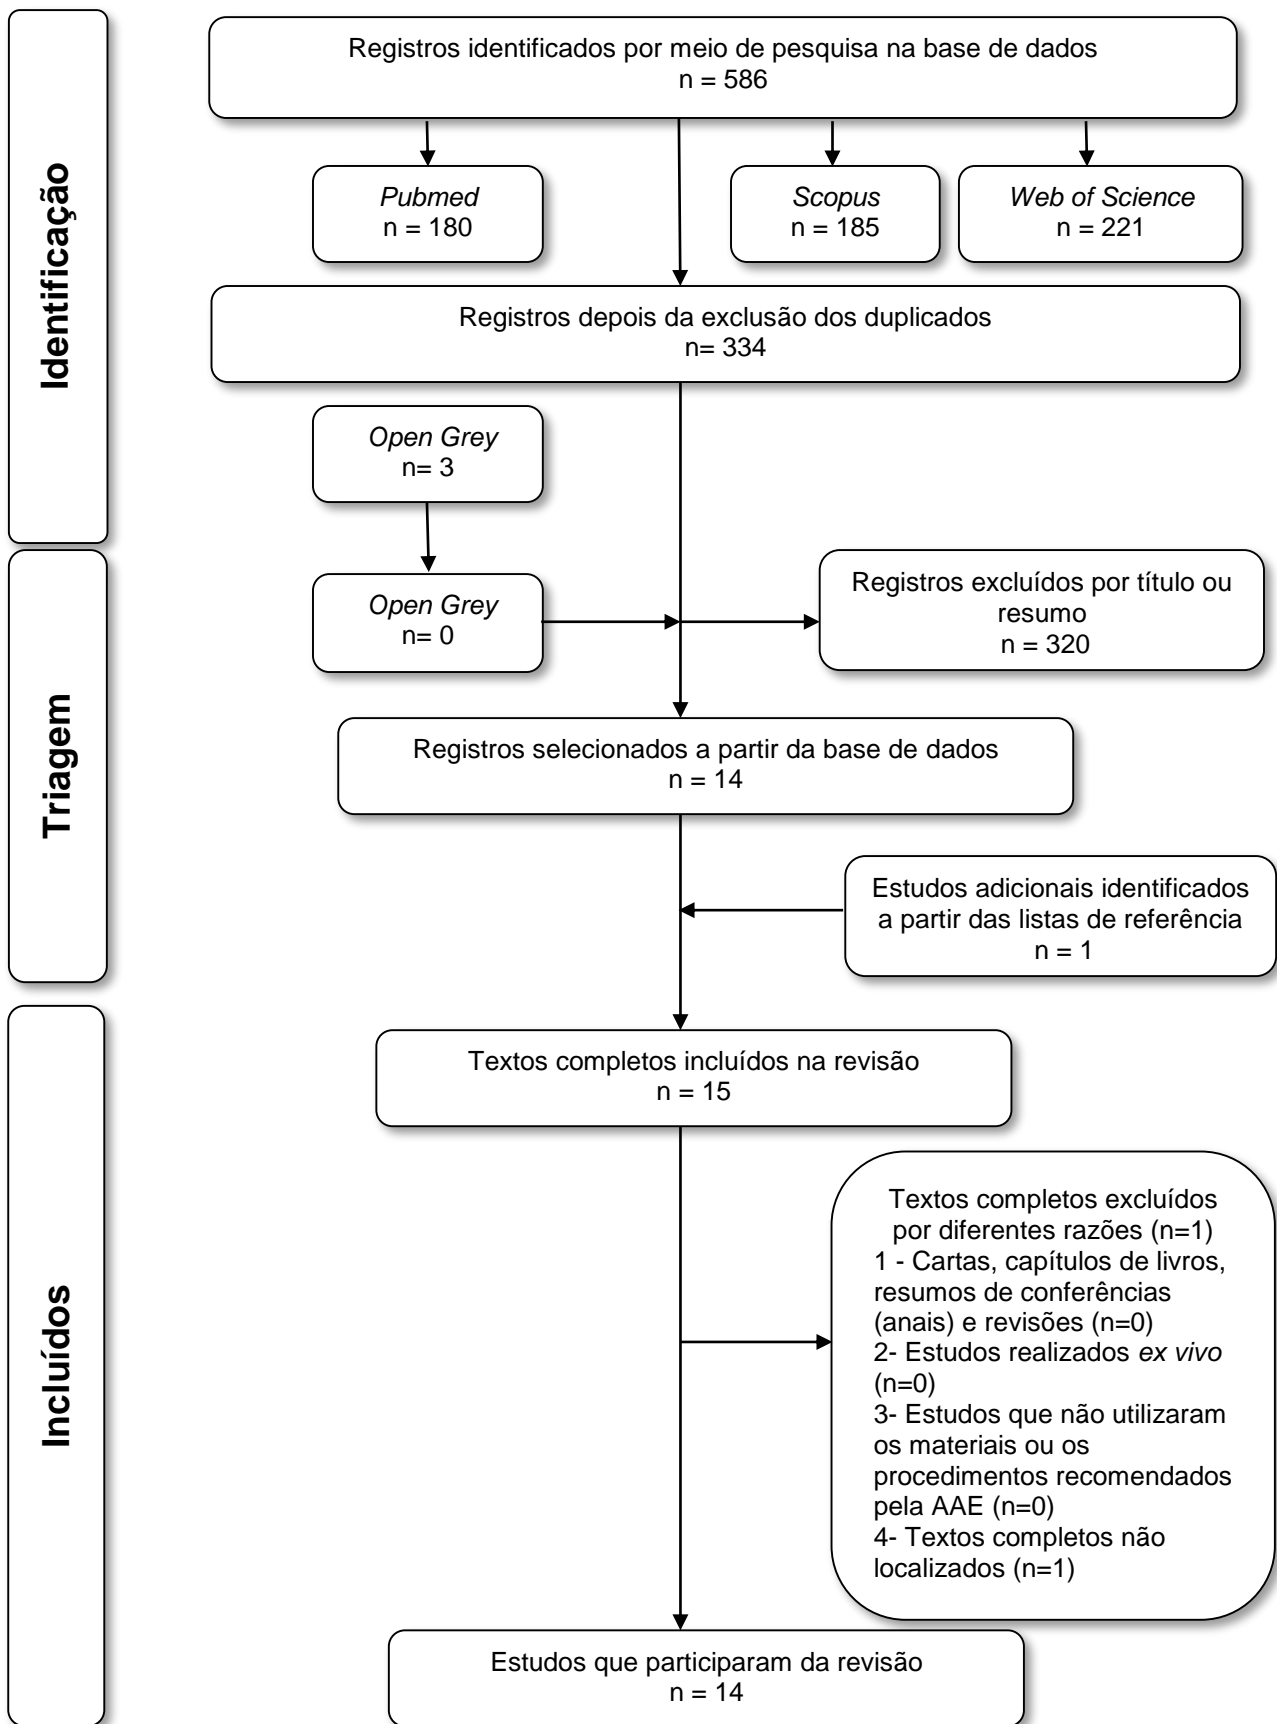 Identificação
Registros identificados por meio de pesquisa na base de dados
n = 586
Pubmed
n = 180
Scopus
n = 185
Web of Science
n = 221
Registros depois da exclusão dos duplicados
n= 334
Open Grey
n= 3
Triagem
Open Grey
n= 0
Registros excluídos por título ou
resumo
n = 320
Registros selecionados a partir da base de dados
n = 14
Estudos adicionais identificados
a partir das listas de referência
n = 1
Incluídos
Textos completos incluídos na revisão
n = 15
Textos completos excluídos
por diferentes razões (n=1)
1 - Cartas, capítulos de livros,
resumos de conferências
(anais) e revisões (n=0)
2- Estudos realizados ex vivo
(n=0)
3- Estudos que não utilizaram
os materiais ou os
procedimentos recomendados
pela AAE (n=0)
4- Textos completos não
localizados (n=1)
Estudos que participaram da revisão
n = 14